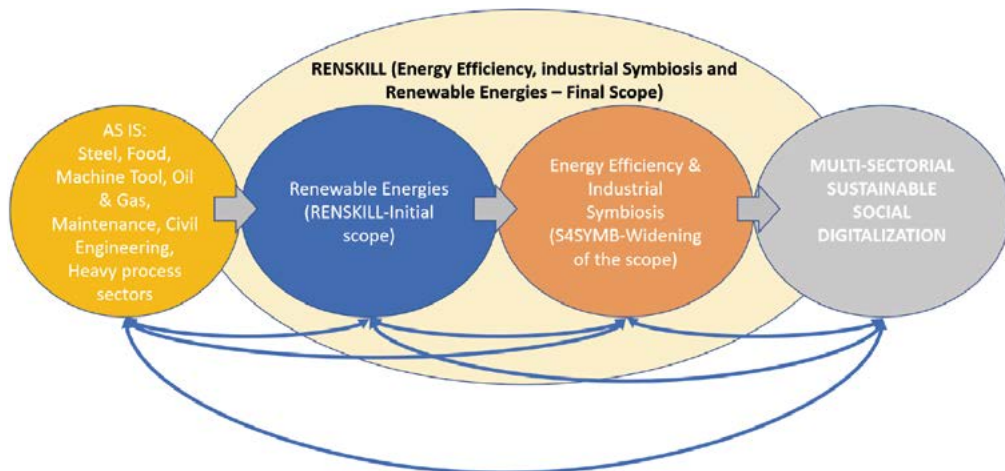 RENSKILL (Energy Efficiency, industrial Symbiosis and
Renewable Energies – Final Scope)
AS IS:
Steel, Food,
Machine Tool, Oil
& Gas,
Maintenance, Civil
Engineering,
Heavy process
sectors
Renewable Energies
(RENSKILL-Initial
scope)
Energy Efficiency &
Industrial
Symbiosis
(S4SYMB-Widening
of the scope)
MULTI-SECTORIAL
SUSTAINABLE
SOCIAL
DIGITALIZATION